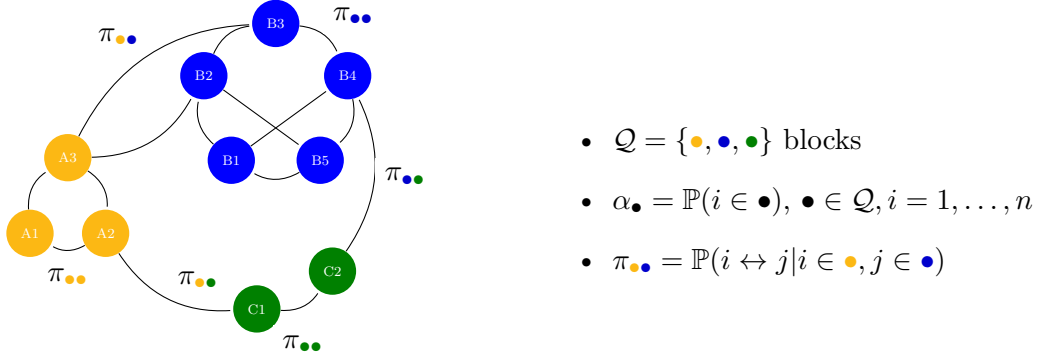 B3
π••
π••
B2
B4
A3
B1
B5
π••
A1
A2
π••
π••
C2
C1
π••
• 𝒬 = {•, •, •} blocks
• α• = ℙ(i ∈ •), • ∈ 𝒬, i = 1, . . . , n
• π•• = ℙ(i ↔ j|i ∈ •, j ∈ •)